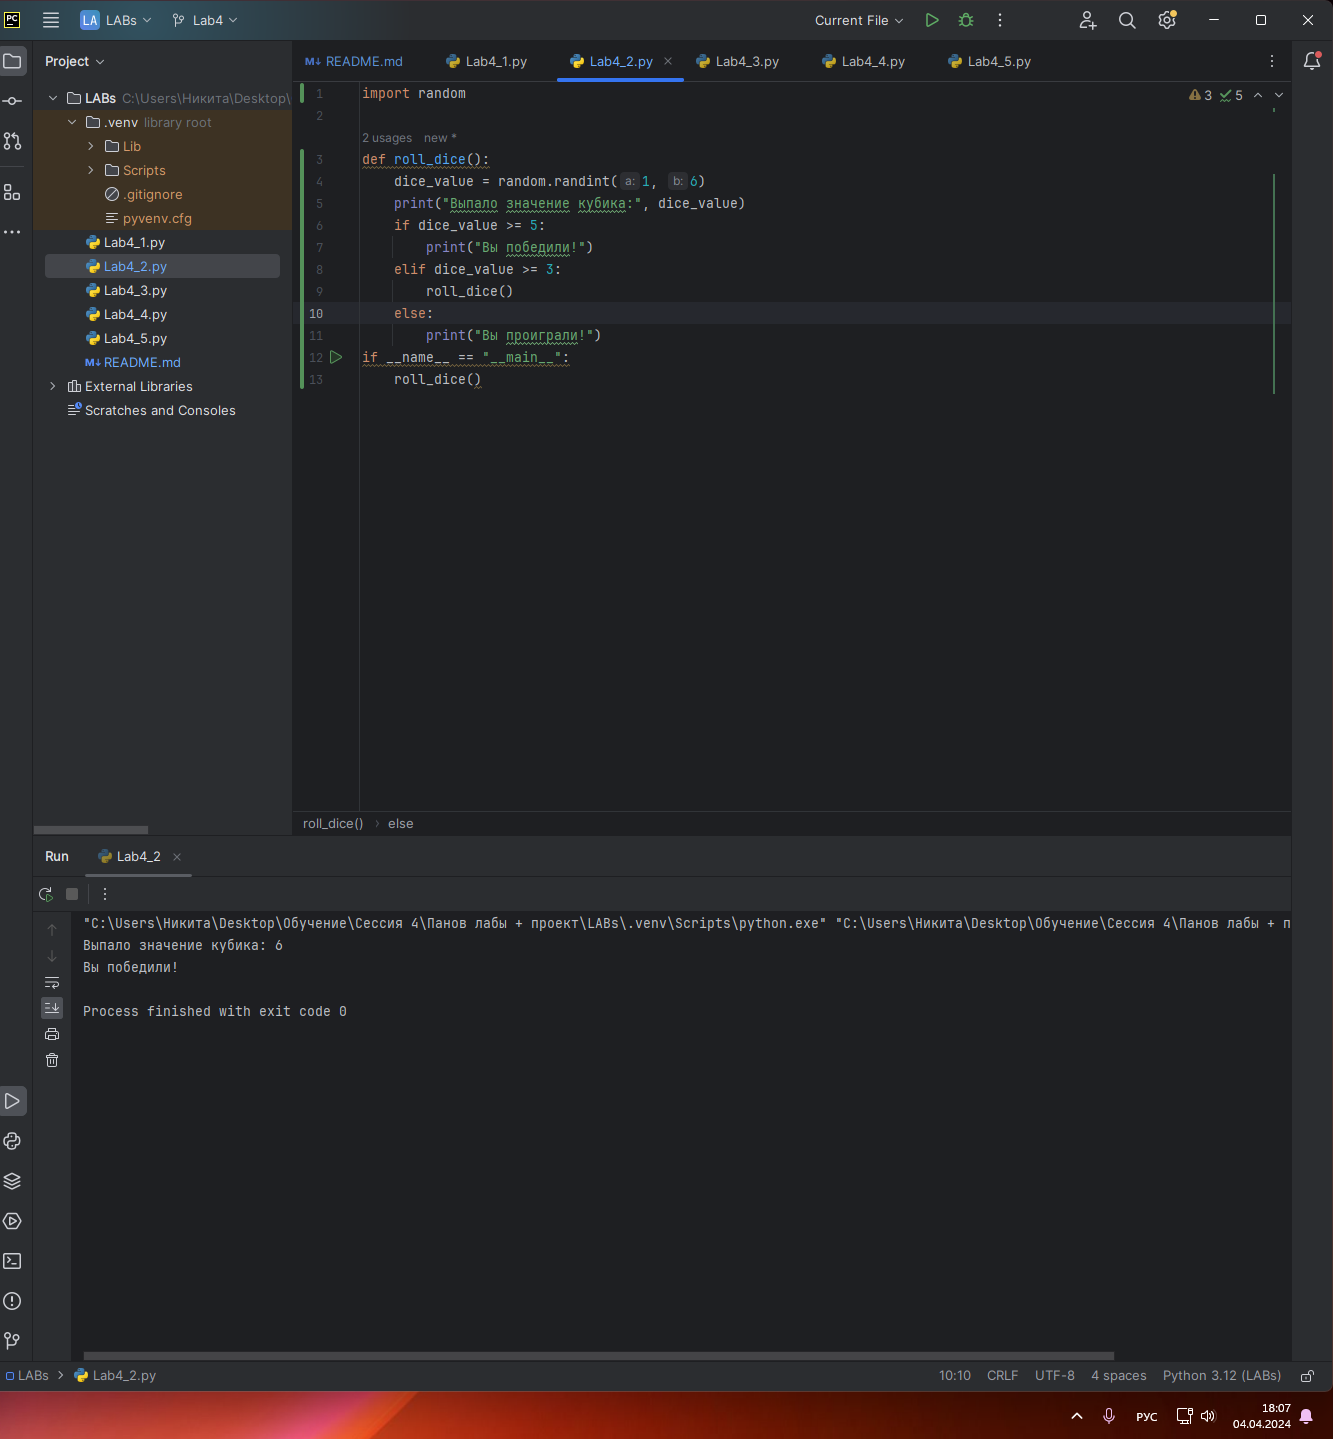 PC
LA LABs
Lab4
Current File
Project
README.md
Lab4_1.py
Lab4_2.py
Lab4_3.py
Lab4_4.py
Lab4_5.py
LABs C:\Users\Никита\Desktop\
.venv library root
Lib
Scripts
.gitignore
pyvenv.cfg
Lab4_1.py
Lab4_2.py
Lab4_3.py
Lab4_4.py
Lab4_5.py
README.md
External Libraries
Scratches and Consoles
3 5
1 import random
2
2 usages new *
3 def roll_dice():
4 dice_value = random.randint(a: 1, b: 6)
5 print("Выпало значение кубика:", dice_value)
6 if dice_value >= 5:
7 print("Вы победили!")
8 elif dice_value >= 3:
9 roll_dice()
10 else:
11 print("Вы проиграли!")
12 if __name__ == "__main__":
13 roll_dice()
roll_dice() > else
Run
Lab4_2
"C:\Users\Никита\Desktop\Обучение\Сессия 4\Панов лабы + проект\LABs\.venv\Scripts\python.exe" "C:\Users\Никита\Desktop\Обучение\Сессия 4\Панов лабы + п
Выпало значение кубика: 6
Вы победили!
Process finished with exit code 0
LABs > Lab4_2.py
10:10 CRLF UTF-8 4 spaces Python 3.12 (LABs)
РУС
18:07
04.04.2024